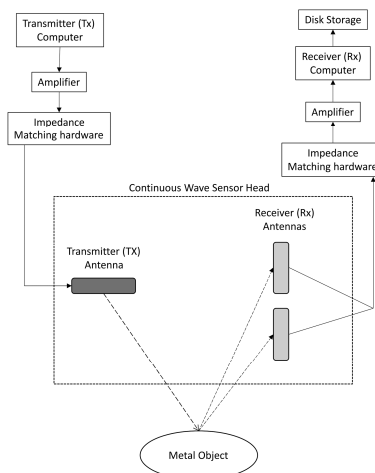 Transmitter (Tx)
Computer
Amplifier
Impedance
Matching hardware
Disk Storage
Receiver (Rx)
Computer
Amplifier
Impedance
Matching hardware
Continuous Wave Sensor Head
Transmitter (TX)
Antenna
Receiver (Rx)
Antennas
Metal Object